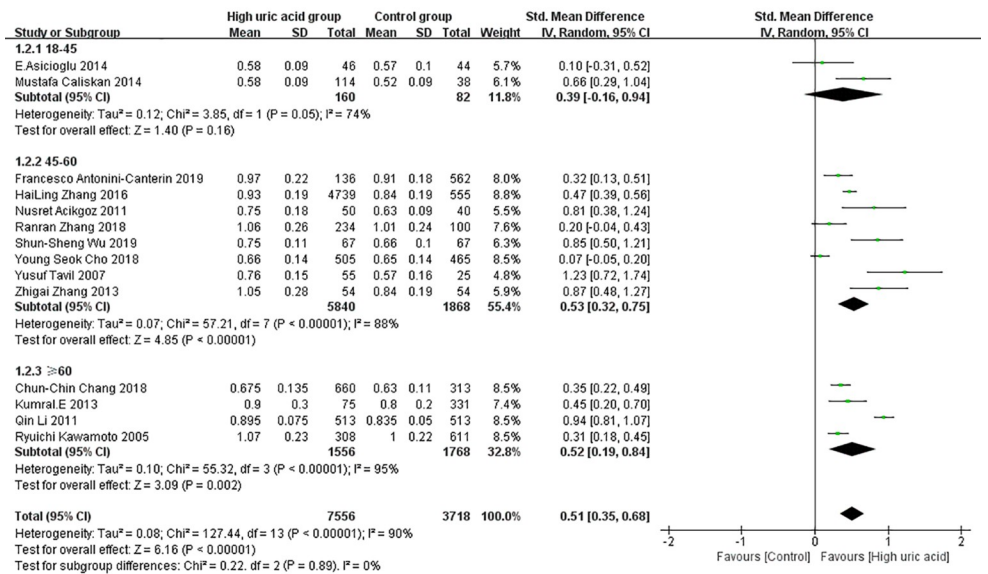 High uric acid group Control group Std. Mean Difference Std. Mean Difference
Study or Subgroup Mean SD Total Mean SD Total Weight IV, Random, 95% CI IV, Random, 95% CI
1.2.1 18-45
E.Asicioglu 2014 0.58 0.09 46 0.57 0.1 44 5.7% 0.10 [-0.31, 0.52]
Mustafa Caliskan 2014 0.58 0.09 114 0.52 0.09 38 6.1% 0.66 [0.29, 1.04]
Subtotal (95% CI) 160 82 11.8% 0.39 [-0.16, 0.94]
Heterogeneity: Tau² = 0.12; Chi² = 3.85, df = 1 (P = 0.05); I² = 74%
Test for overall effect: Z = 1.40 (P = 0.16)
1.2.2 45-60
Francesco Antonini-Canterin 2019 0.97 0.22 136 0.91 0.18 562 8.0% 0.32 [0.13, 0.51]
HaiLing Zhang 2016 0.93 0.19 4739 0.84 0.19 555 8.8% 0.47 [0.39, 0.56]
Nusret Acikgoz 2011 0.75 0.18 50 0.63 0.09 40 5.5% 0.81 [0.38, 1.24]
Ranran Zhang 2018 1.06 0.26 234 1.01 0.24 100 7.6% 0.20 [-0.04, 0.43]
Shun-Sheng Wu 2019 0.75 0.11 67 0.66 0.1 67 6.3% 0.85 [0.50, 1.21]
Young Seok Cho 2018 0.66 0.14 505 0.65 0.14 465 8.6% 0.07 [-0.05, 0.20]
Yusuf Tavil 2007 0.76 0.15 55 0.57 0.16 25 4.8% 1.23 [0.72, 1.74]
Zhigai Zhang 2013 1.05 0.28 54 0.84 0.19 54 5.9% 0.87 [0.48, 1.27]
Subtotal (95% CI) 5840 1868 55.4% 0.53 [0.32, 0.75]
Heterogeneity: Tau² = 0.07; Chi² = 57.21, df = 7 (P < 0.00001); I² = 88%
Test for overall effect: Z = 4.85 (P < 0.00001)
1.2.3 ≥60
Chun-Chin Chang 2018 0.675 0.135 660 0.63 0.11 313 8.5% 0.35 [0.22, 0.49]
Kumral.E 2013 0.9 0.3 75 0.8 0.2 331 7.4% 0.45 [0.20, 0.70]
Qin Li 2011 0.895 0.075 513 0.835 0.05 513 8.5% 0.94 [0.81, 1.07]
Ryuichi Kawamoto 2005 1.07 0.23 308 1 0.22 611 8.5% 0.31 [0.18, 0.45]
Subtotal (95% CI) 1556 1768 32.8% 0.52 [0.19, 0.84]
Heterogeneity: Tau² = 0.10; Chi² = 55.32, df = 3 (P < 0.00001); I² = 95%
Test for overall effect: Z = 3.09 (P = 0.002)
Total (95% CI) 7556 3718 100.0% 0.51 [0.35, 0.68]
Heterogeneity: Tau² = 0.08; Chi² = 127.44, df = 13 (P < 0.00001); I² = 90%
Test for overall effect: Z = 6.16 (P < 0.00001)
Test for subgroup differences: Chi² = 0.22. df = 2 (P = 0.89). I² = 0%
-2 -1 0 1 2
Favours [Control] Favours [High uric acid]